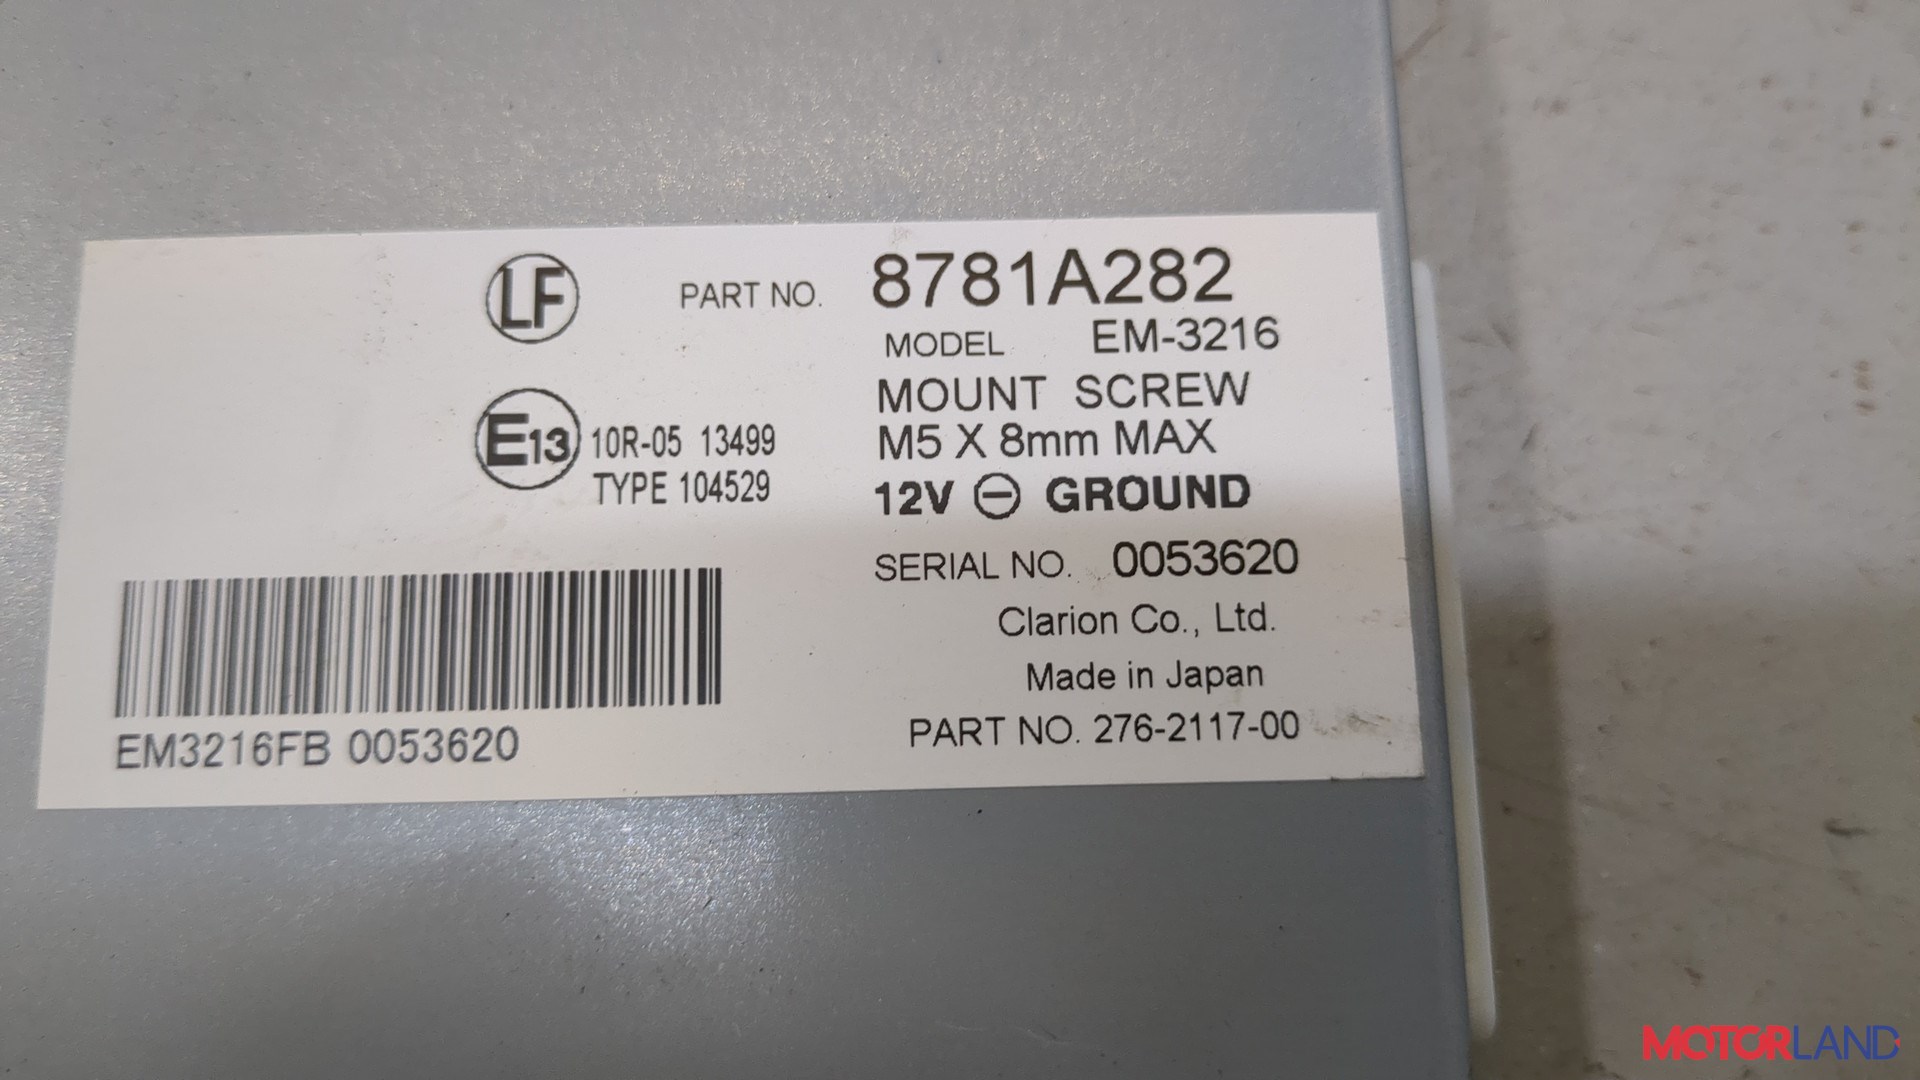 LF
PART NO. 8781A282
MODEL EM-3216
MOUNT SCREW
M5 X 8mm MAX
12V ⊖ GROUND
E13 10R-05 13499
TYPE 104529
SERIAL NO. 0053620
Clarion Co., Ltd.
Made in Japan
PART NO. 276-2117-00
EM3216FB 0053620
MOTORLAND